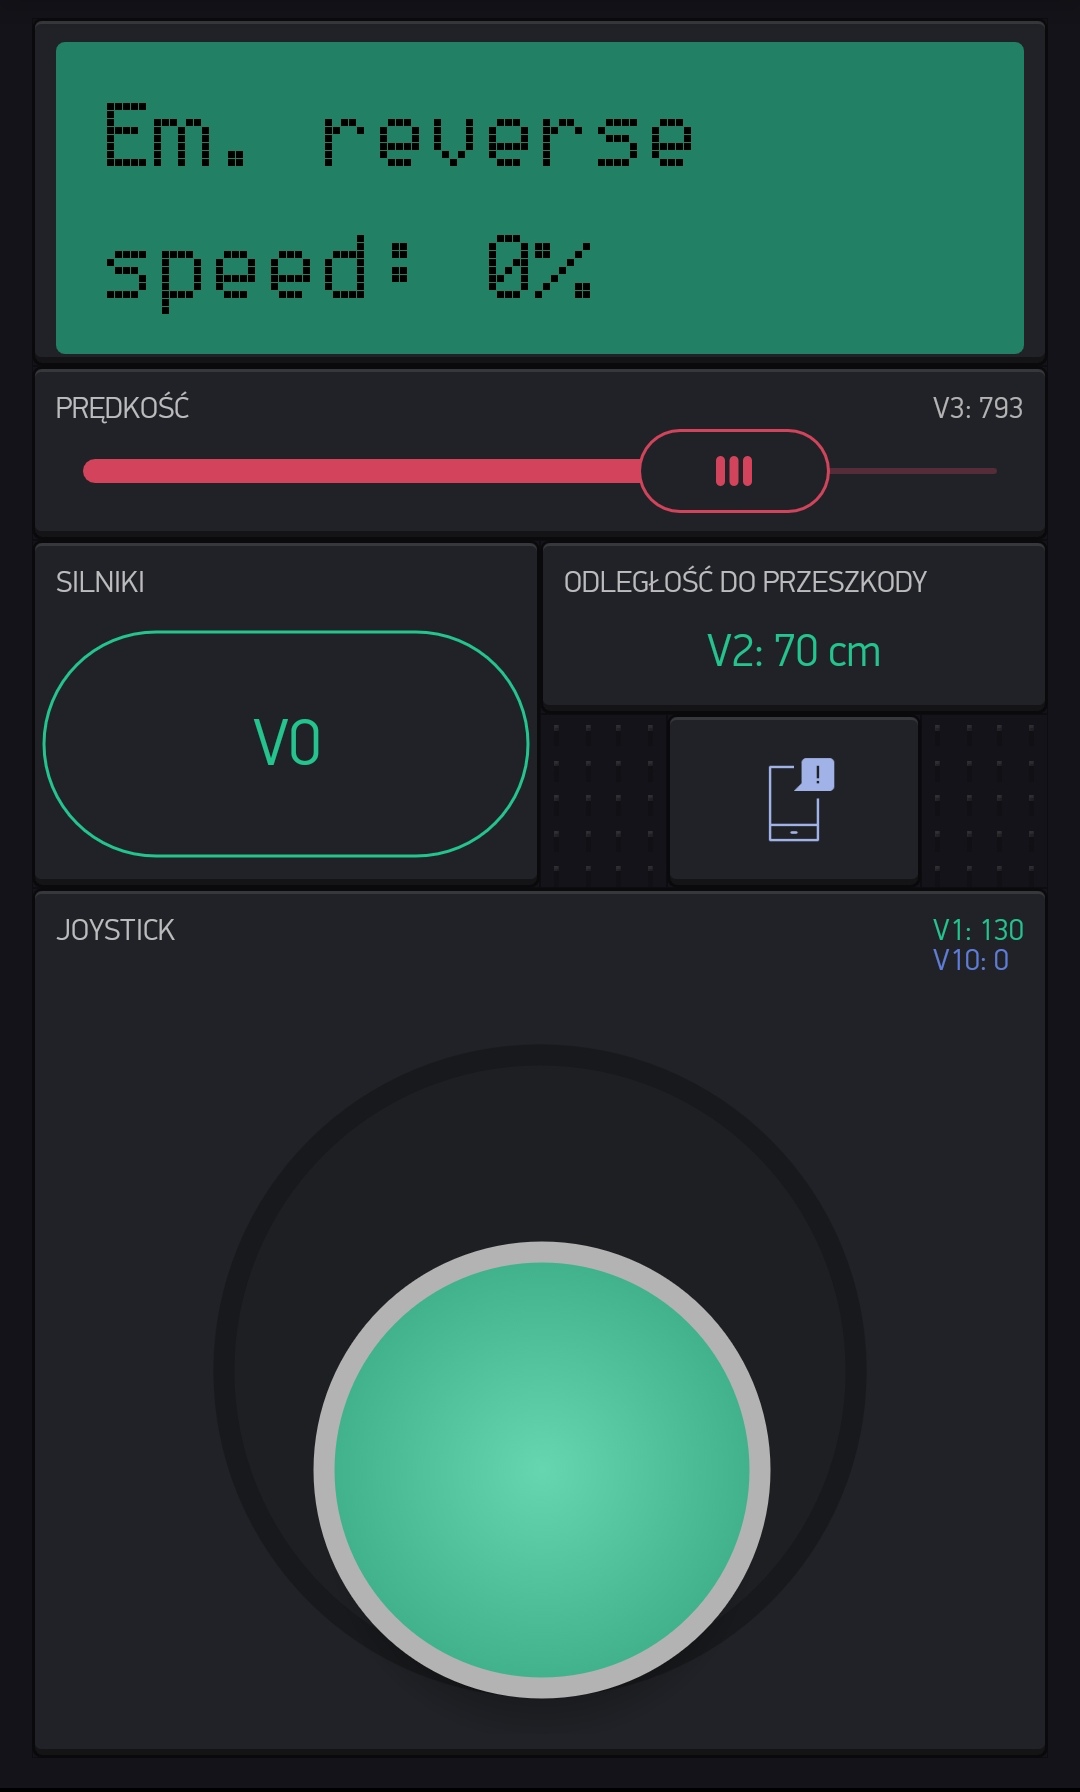 Em. reverse
speed: 0%
PRĘDKOŚĆ
V3: 793
SILNIKI
ODLEGŁOŚĆ DO PRZESZKODY
V2: 70 cm
V0
!
JOYSTICK
V1: 130
V10: 0